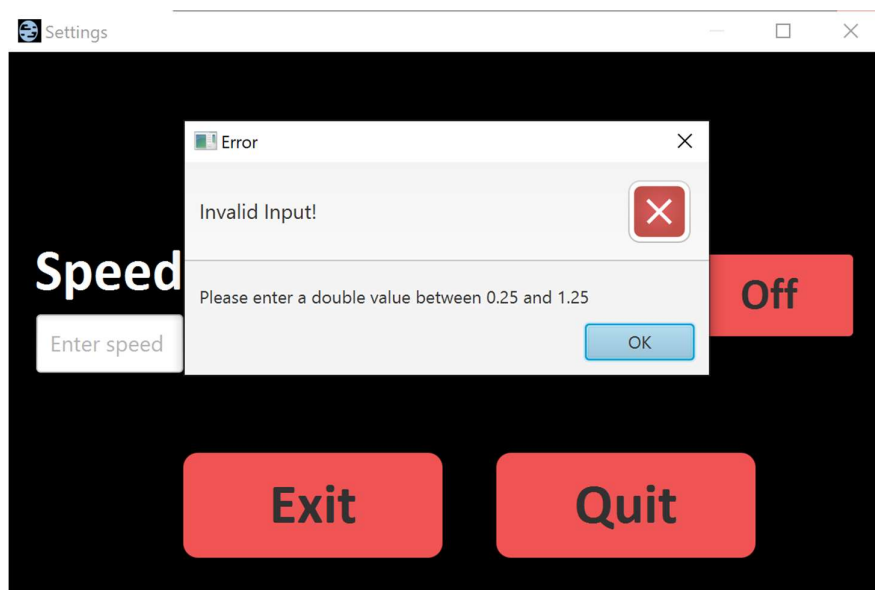 Settings
Error
Invalid Input!
Speed
Please enter a double value between 0.25 and 1.25
Off
Enter speed
OK
Exit
Quit